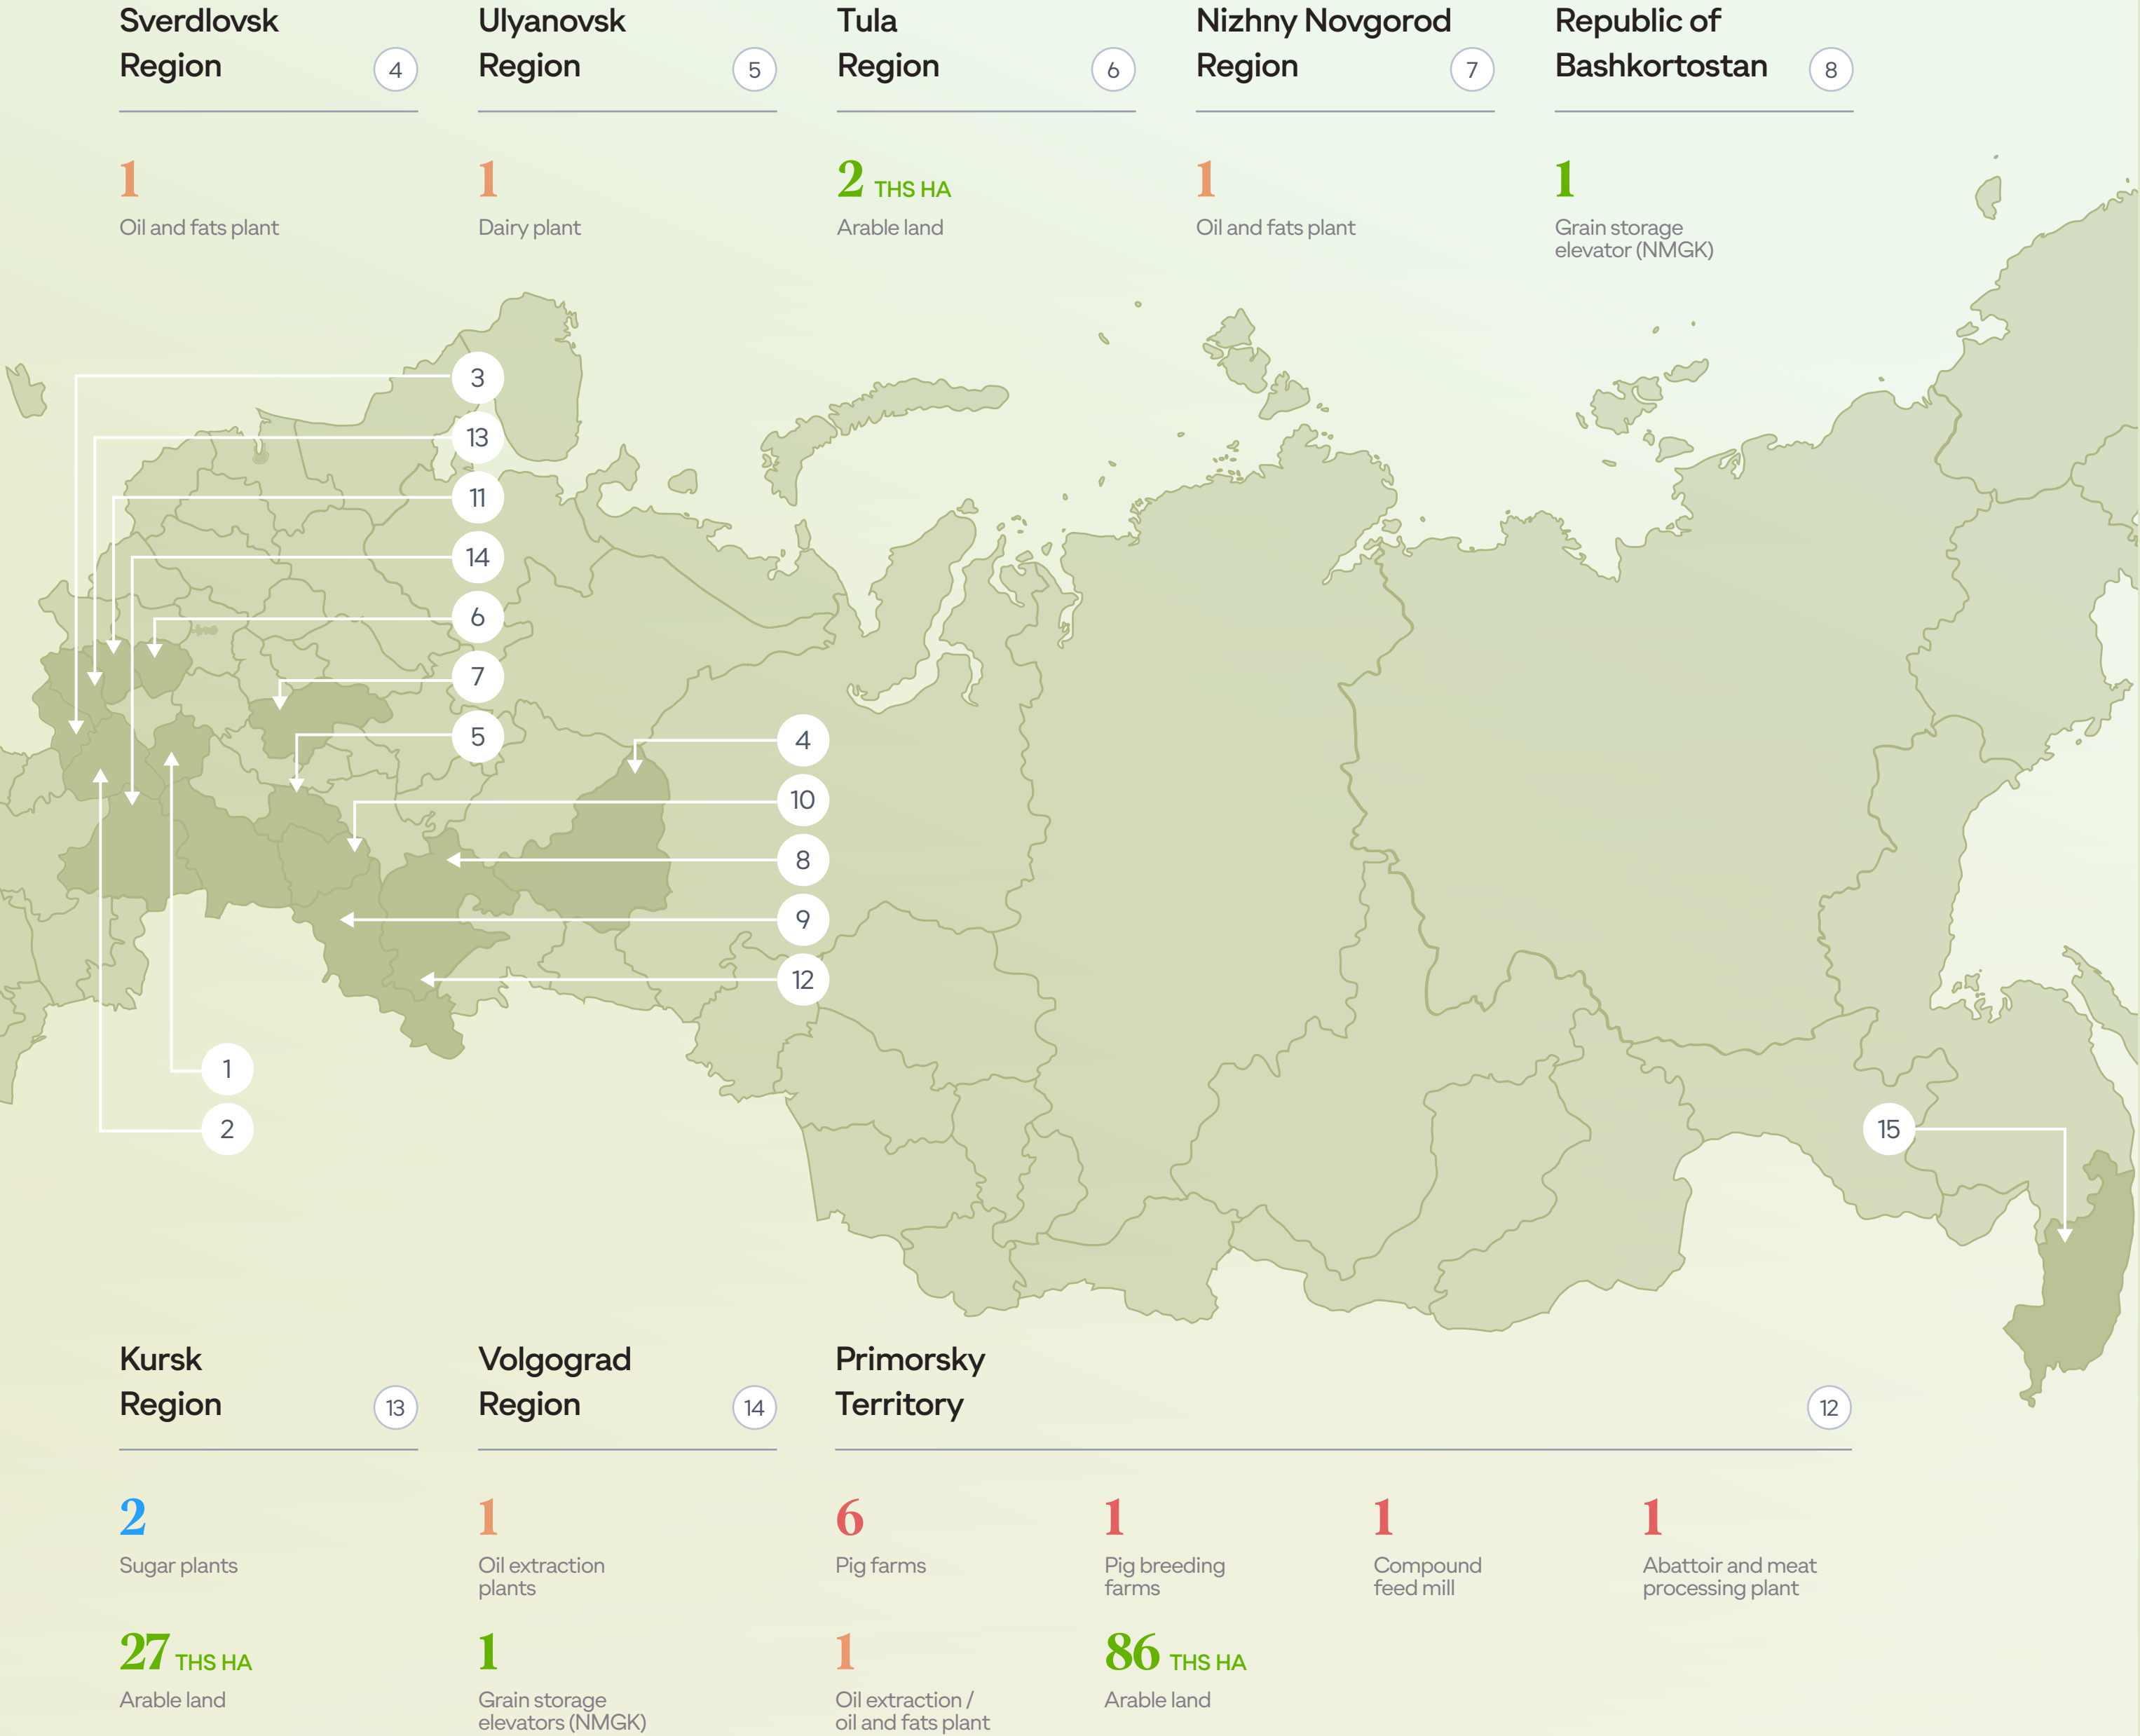 Sverdlovsk
Region
4
1
Oil and fats plant
Ulyanovsk
Region
5
1
Dairy plant
Tula
Region
6
2 THS HA
Arable land
Nizhny Novgorod
Region
7
1
Oil and fats plant
Republic of
Bashkortostan
8
1
Grain storage
elevator (NMGK)
3
13
11
14
6
7
5
4
10
8
9
12
1
2
15
Kursk
Region
13
2
Sugar plants
27 THS HA
Arable land
Volgograd
Region
14
1
Oil extraction
plants
1
Grain storage
elevators (NMGK)
Primorsky
Territory
12
6
Pig farms
1
Pig breeding
farms
1
Compound
feed mill
1
Abattoir and meat
processing plant
1
Oil extraction /
oil and fats plant
86 THS HA
Arable land